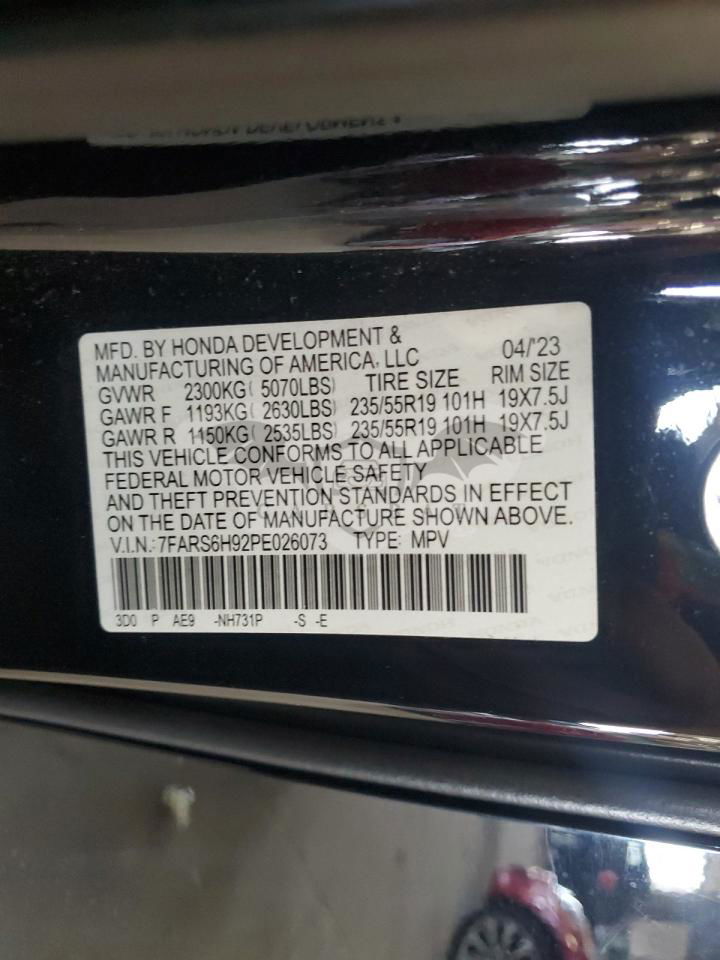 MFD. BY HONDA DEVELOPMENT &
MANUFACTURING OF AMERICA, LLC 04/'23
GVWR 2300KG( 5070LBS) TIRE SIZE RIM SIZE
GAWR F 1193KG( 2630LBS) 235/55R19 101H 19X7.5J
GAWR R 1150KG( 2535LBS) 235/55R19 101H 19X7.5J
THIS VEHICLE CONFORMS TO ALL APPLICABLE
FEDERAL MOTOR VEHICLE SAFETY
AND THEFT PREVENTION STANDARDS IN EFFECT
ON THE DATE OF MANUFACTURE SHOWN ABOVE.
V.I.N.:7FARS6H92PE026073 TYPE: MPV
3D0 P AE9 -NH731P -S -E